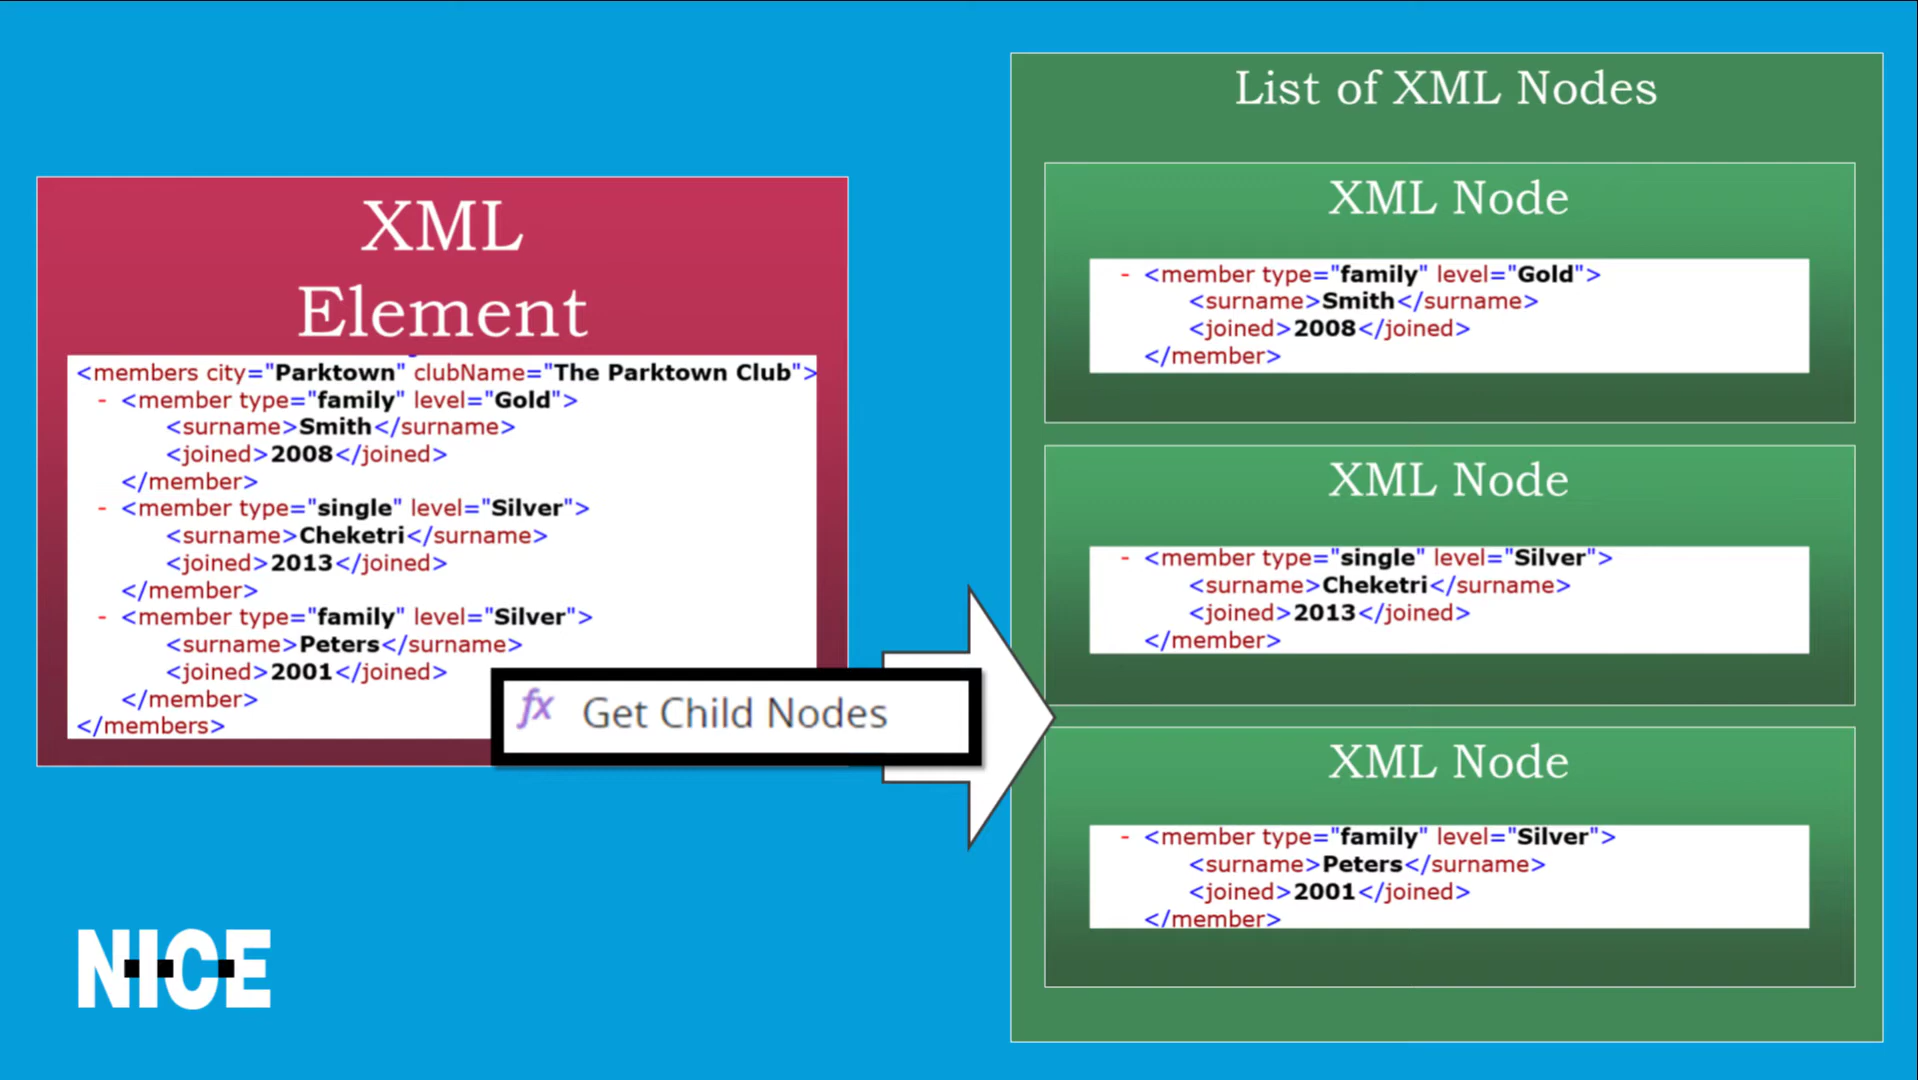 XML
Element
<members city="Parktown" clubName="The Parktown Club">
- <member type="family" level="Gold">
<surname>Smith</surname>
<joined>2008</joined>
</member>
- <member type="single" level="Silver">
<surname>Cheketri</surname>
<joined>2013</joined>
</member>
- <member type="family" level="Silver">
<surname>Peters</surname>
<joined>2001</joined>
</member>
</members>
fx Get Child Nodes
List of XML Nodes
XML Node
- <member type="family" level="Gold">
<surname>Smith</surname>
<joined>2008</joined>
</member>
XML Node
- <member type="single" level="Silver">
<surname>Cheketri</surname>
<joined>2013</joined>
</member>
XML Node
- <member type="family" level="Silver">
<surname>Peters</surname>
<joined>2001</joined>
</member>
NICE